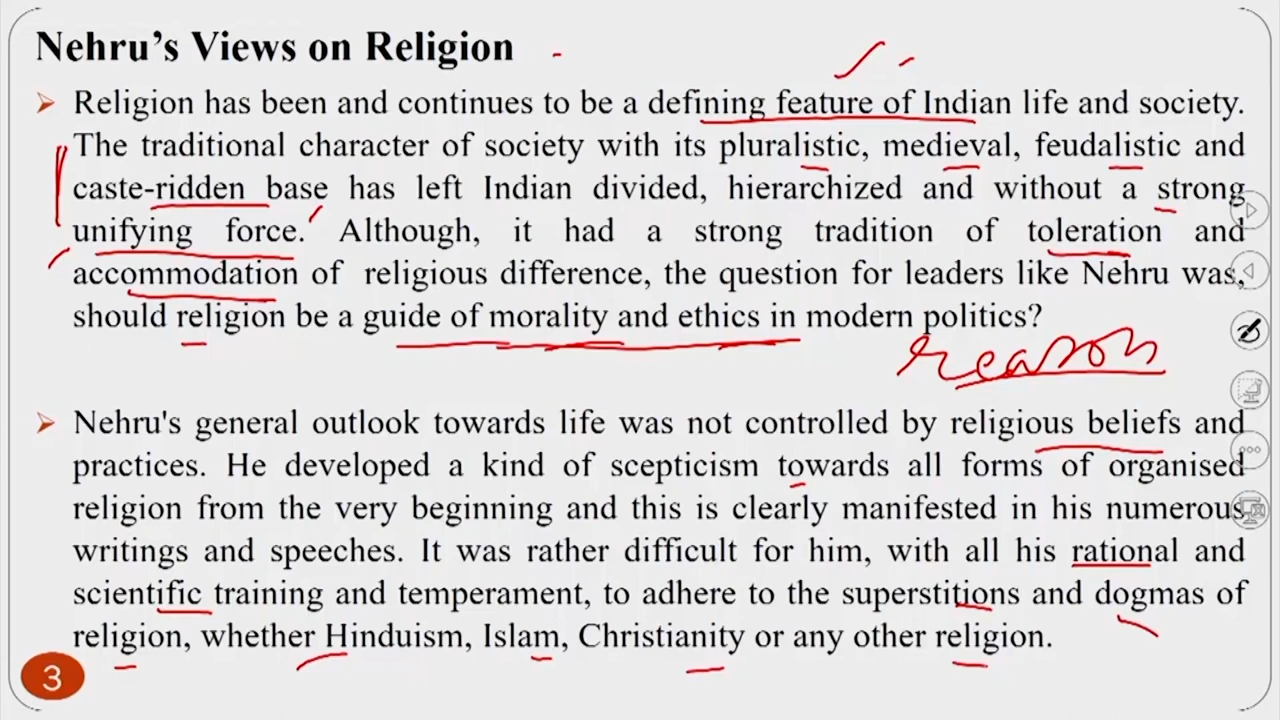 Nehru's Views on Religion
Religion has been and continues to be a defining feature of Indian life and society.
The traditional character of society with its pluralistic, medieval, feudalistic and
caste-ridden base has left Indian divided, hierarchized and without a strong
unifying force. Although, it had a strong tradition of toleration and
accommodation of religious difference, the question for leaders like Nehru was,
should religion be a guide of morality and ethics in modern politics?
reason
Nehru's general outlook towards life was not controlled by religious beliefs and
practices. He developed a kind of scepticism towards all forms of organised
religion from the very beginning and this is clearly manifested in his numerous
writings and speeches. It was rather difficult for him, with all his rational and
scientific training and temperament, to adhere to the superstitions and dogmas of
religion, whether Hinduism, Islam, Christianity or any other religion.
3